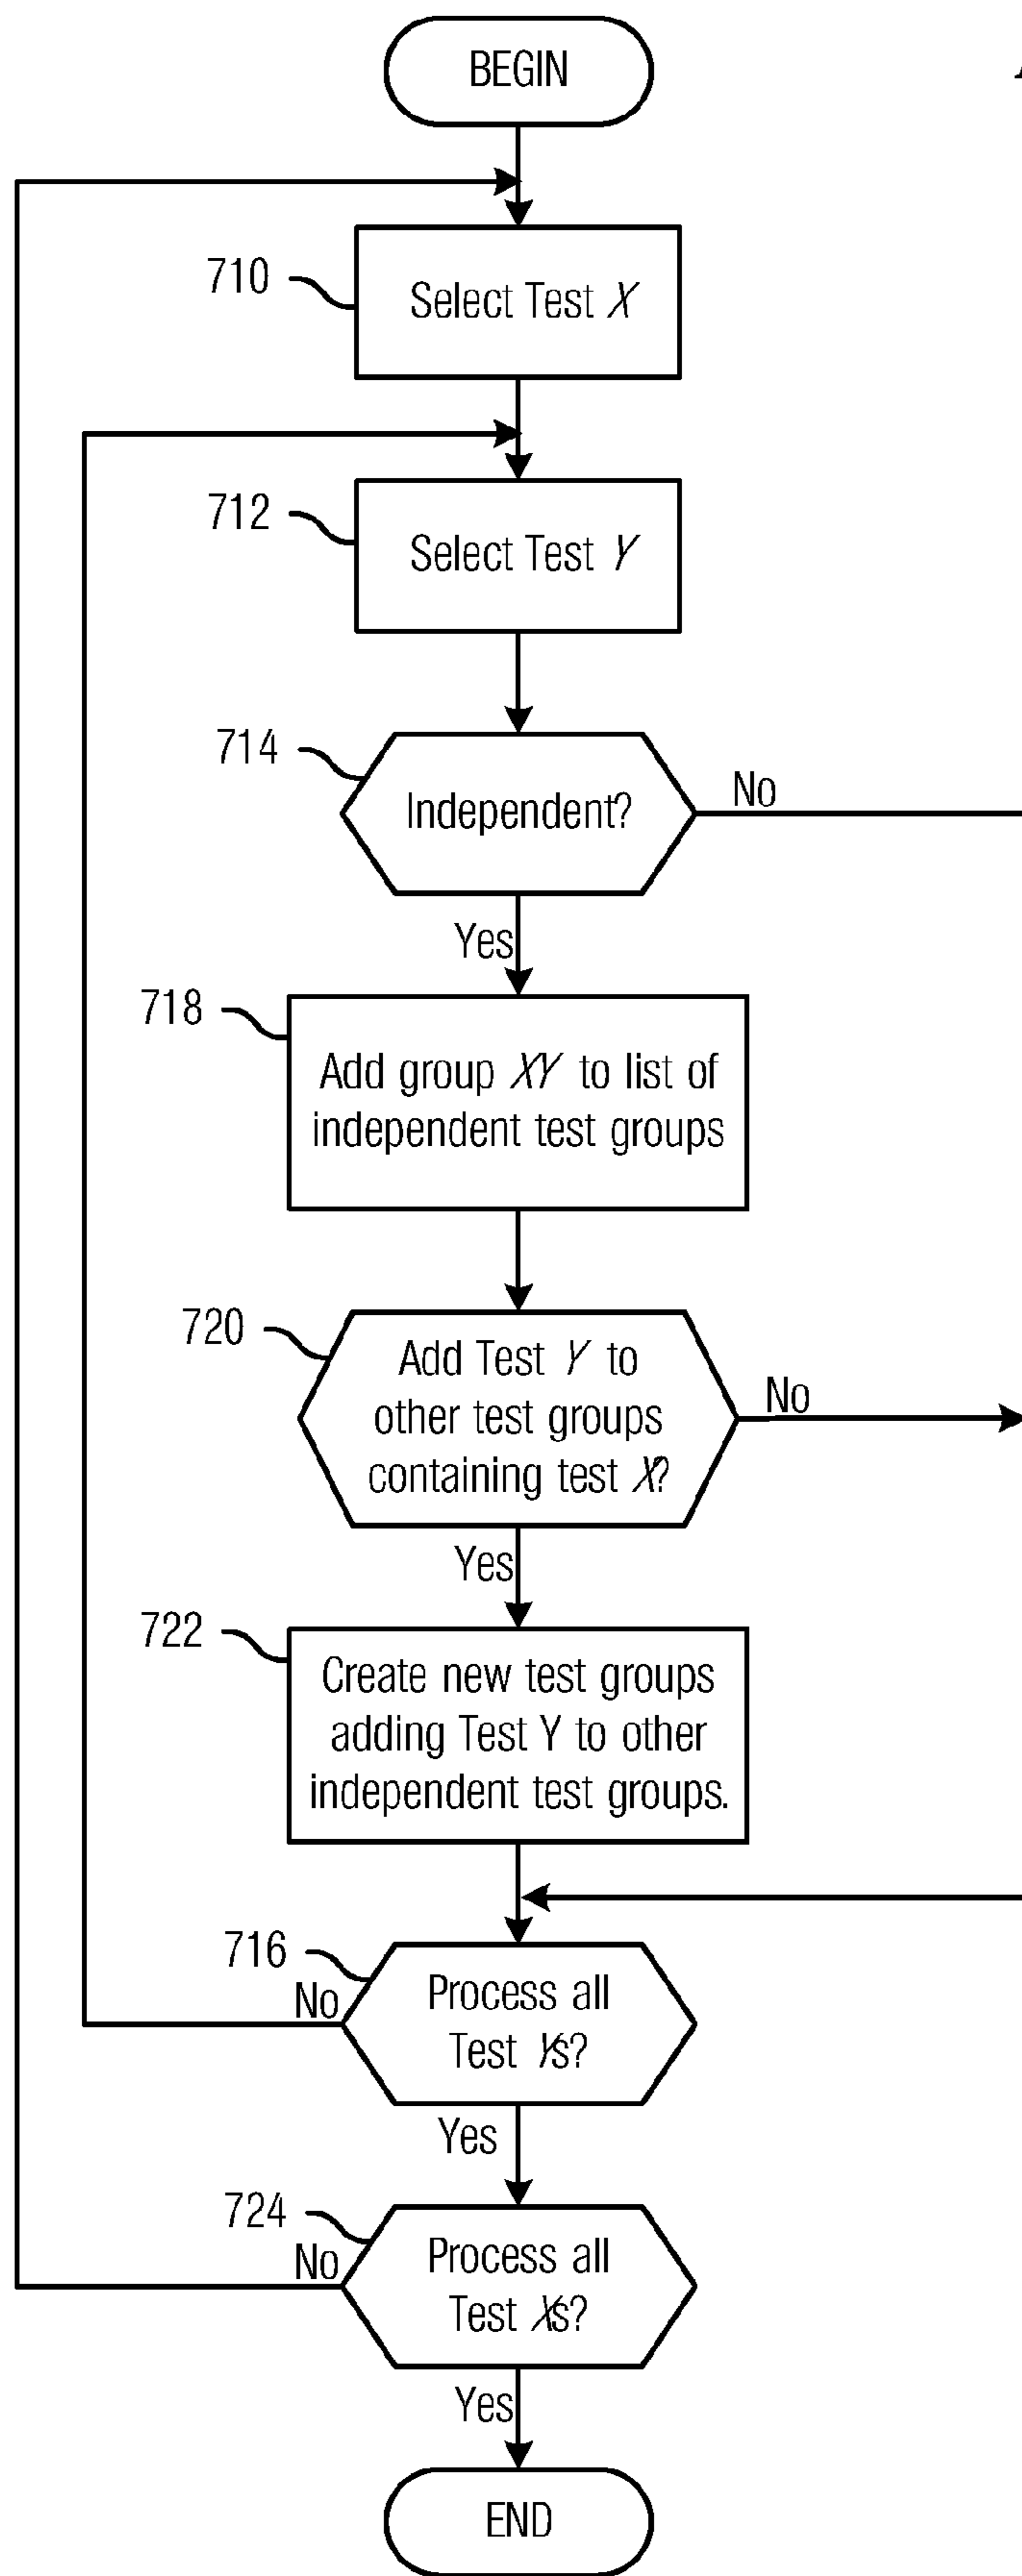 BEGIN
710
Select Test X
712
Select Test Y
714
Independent?
No
Yes
718
Add group XY to list of
independent test groups
720
Add Test Y to
other test groups
containing test X?
No
Yes
722
Create new test groups
adding Test Y to other
independent test groups.
716
No
Process all
Test Ys?
Yes
724
No
Process all
Test Xs?
Yes
END